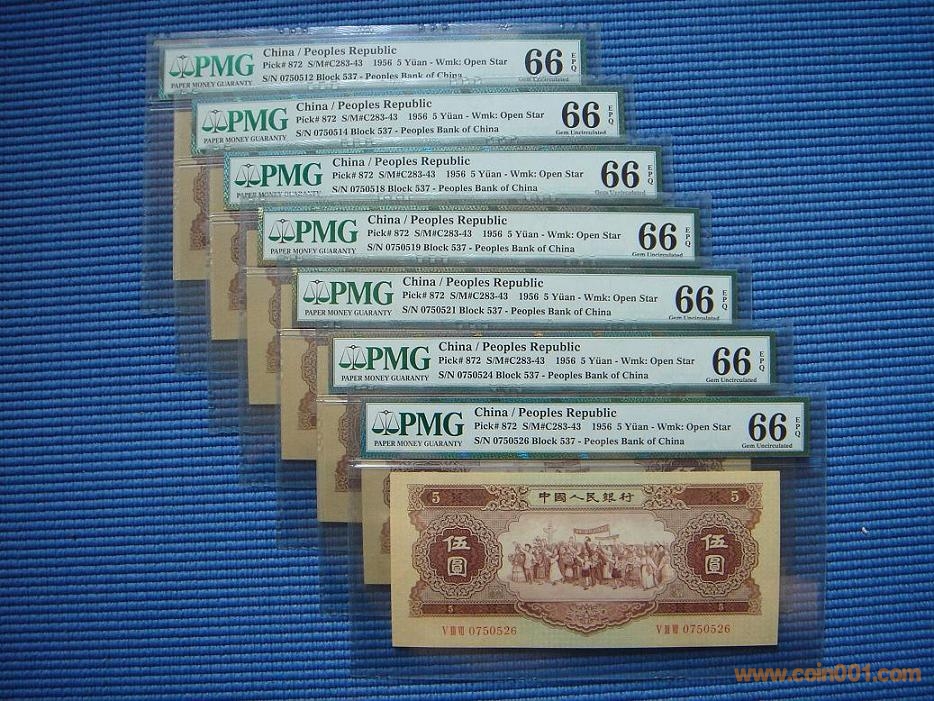 PMG
PAPER MONEY GUARANTY
China / Peoples Republic
Pick# 872 S/M#C283-43 1956 5 Yüan - Wmk: Open Star
S/N 0750512 Block 537 - Peoples Bank of China
66 EPQ
Gem Uncirculated
PMG
PAPER MONEY GUARANTY
China / Peoples Republic
Pick# 872 S/M#C283-43 1956 5 Yüan - Wmk: Open Star
S/N 0750514 Block 537 - Peoples Bank of China
66 EPQ
Gem Uncirculated
PMG
PAPER MONEY GUARANTY
China / Peoples Republic
Pick# 872 S/M#C283-43 1956 5 Yüan - Wmk: Open Star
S/N 0750518 Block 537 - Peoples Bank of China
66 EPQ
Gem Uncirculated
PMG
PAPER MONEY GUARANTY
China / Peoples Republic
Pick# 872 S/M#C283-43 1956 5 Yüan - Wmk: Open Star
S/N 0750519 Block 537 - Peoples Bank of China
66 EPQ
Gem Uncirculated
PMG
PAPER MONEY GUARANTY
China / Peoples Republic
Pick# 872 S/M#C283-43 1956 5 Yüan - Wmk: Open Star
S/N 0750521 Block 537 - Peoples Bank of China
66 EPQ
Gem Uncirculated
PMG
PAPER MONEY GUARANTY
China / Peoples Republic
Pick# 872 S/M#C283-43 1956 5 Yüan - Wmk: Open Star
S/N 0750524 Block 537 - Peoples Bank of China
66 EPQ
Gem Uncirculated
PMG
PAPER MONEY GUARANTY
China / Peoples Republic
Pick# 872 S/M#C283-43 1956 5 Yüan - Wmk: Open Star
S/N 0750526 Block 537 - Peoples Bank of China
66 EPQ
Gem Uncirculated
5 中國人民銀行 5
伍圓 伍圓
5 5
V III VII 0750526 V III VII 0750526
www.coin001.com